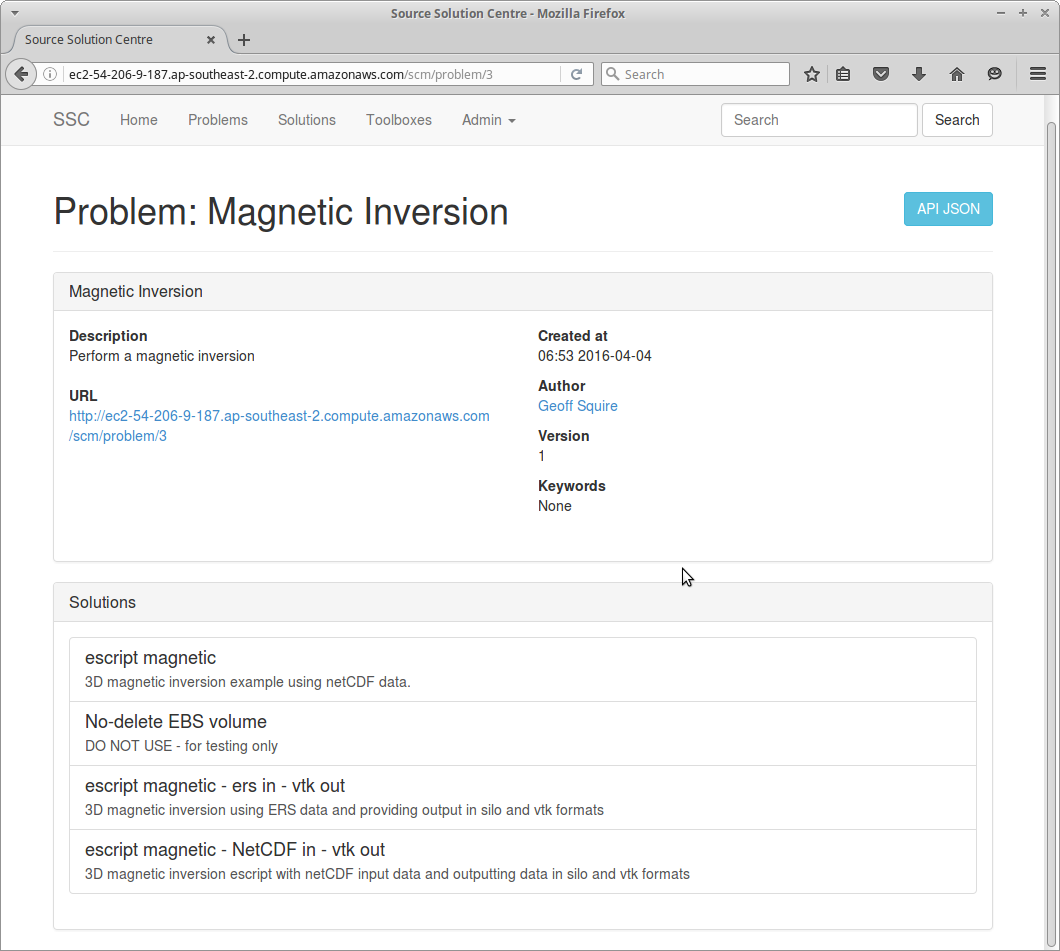 Source Solution Centre - Mozilla Firefox
Source Solution Centre
ec2-54-206-9-187.ap-southeast-2.compute.amazonaws.com/scm/problem/3
Search
SSC Home Problems Solutions Toolboxes Admin
Search Search
Problem: Magnetic Inversion
API JSON
Magnetic Inversion
Description
Perform a magnetic inversion
URL
http://ec2-54-206-9-187.ap-southeast-2.compute.amazonaws.com
/scm/problem/3
Created at
06:53 2016-04-04
Author
Geoff Squire
Version
1
Keywords
None
Solutions
escript magnetic
3D magnetic inversion example using netCDF data.
No-delete EBS volume
DO NOT USE - for testing only
escript magnetic - ers in - vtk out
3D magnetic inversion using ERS data and providing output in silo and vtk formats
escript magnetic - NetCDF in - vtk out
3D magnetic inversion escript with netCDF input data and outputting data in silo and vtk formats